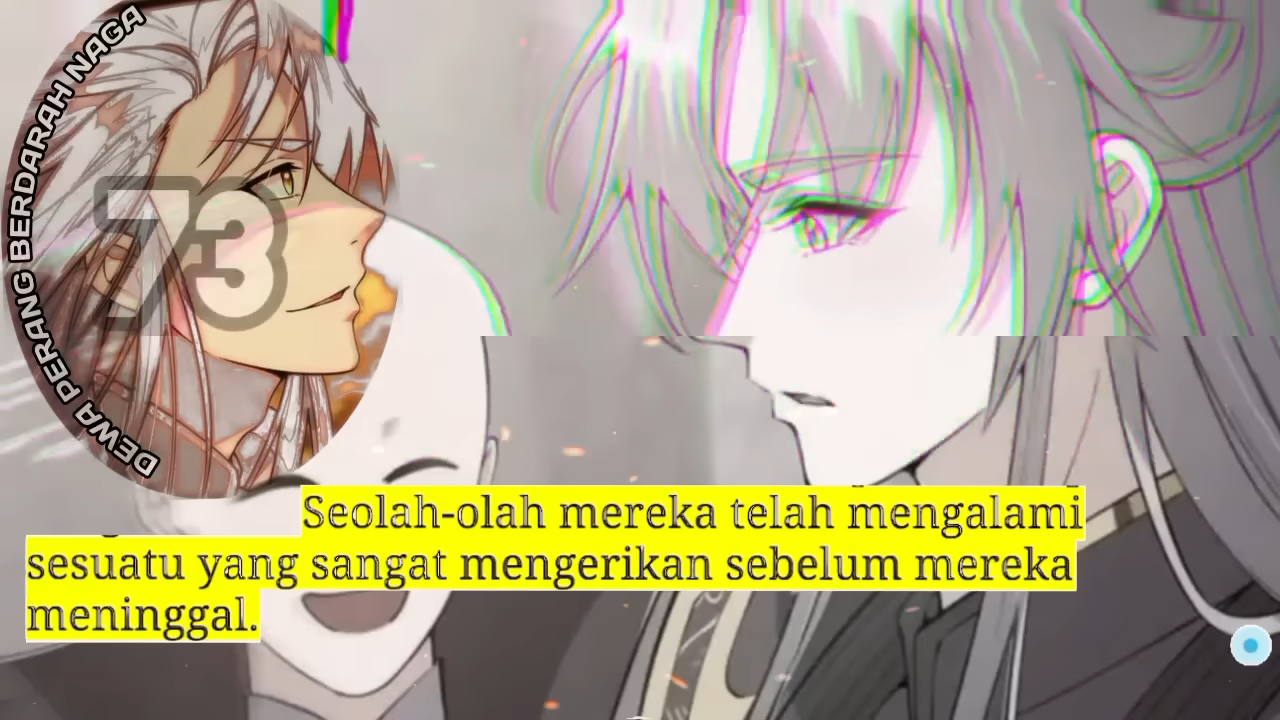 DEWA PERANG BERDARAH NAGA
73
Seolah-olah mereka telah mengalami
sesuatu yang sangat mengerikan sebelum mereka
meninggal.